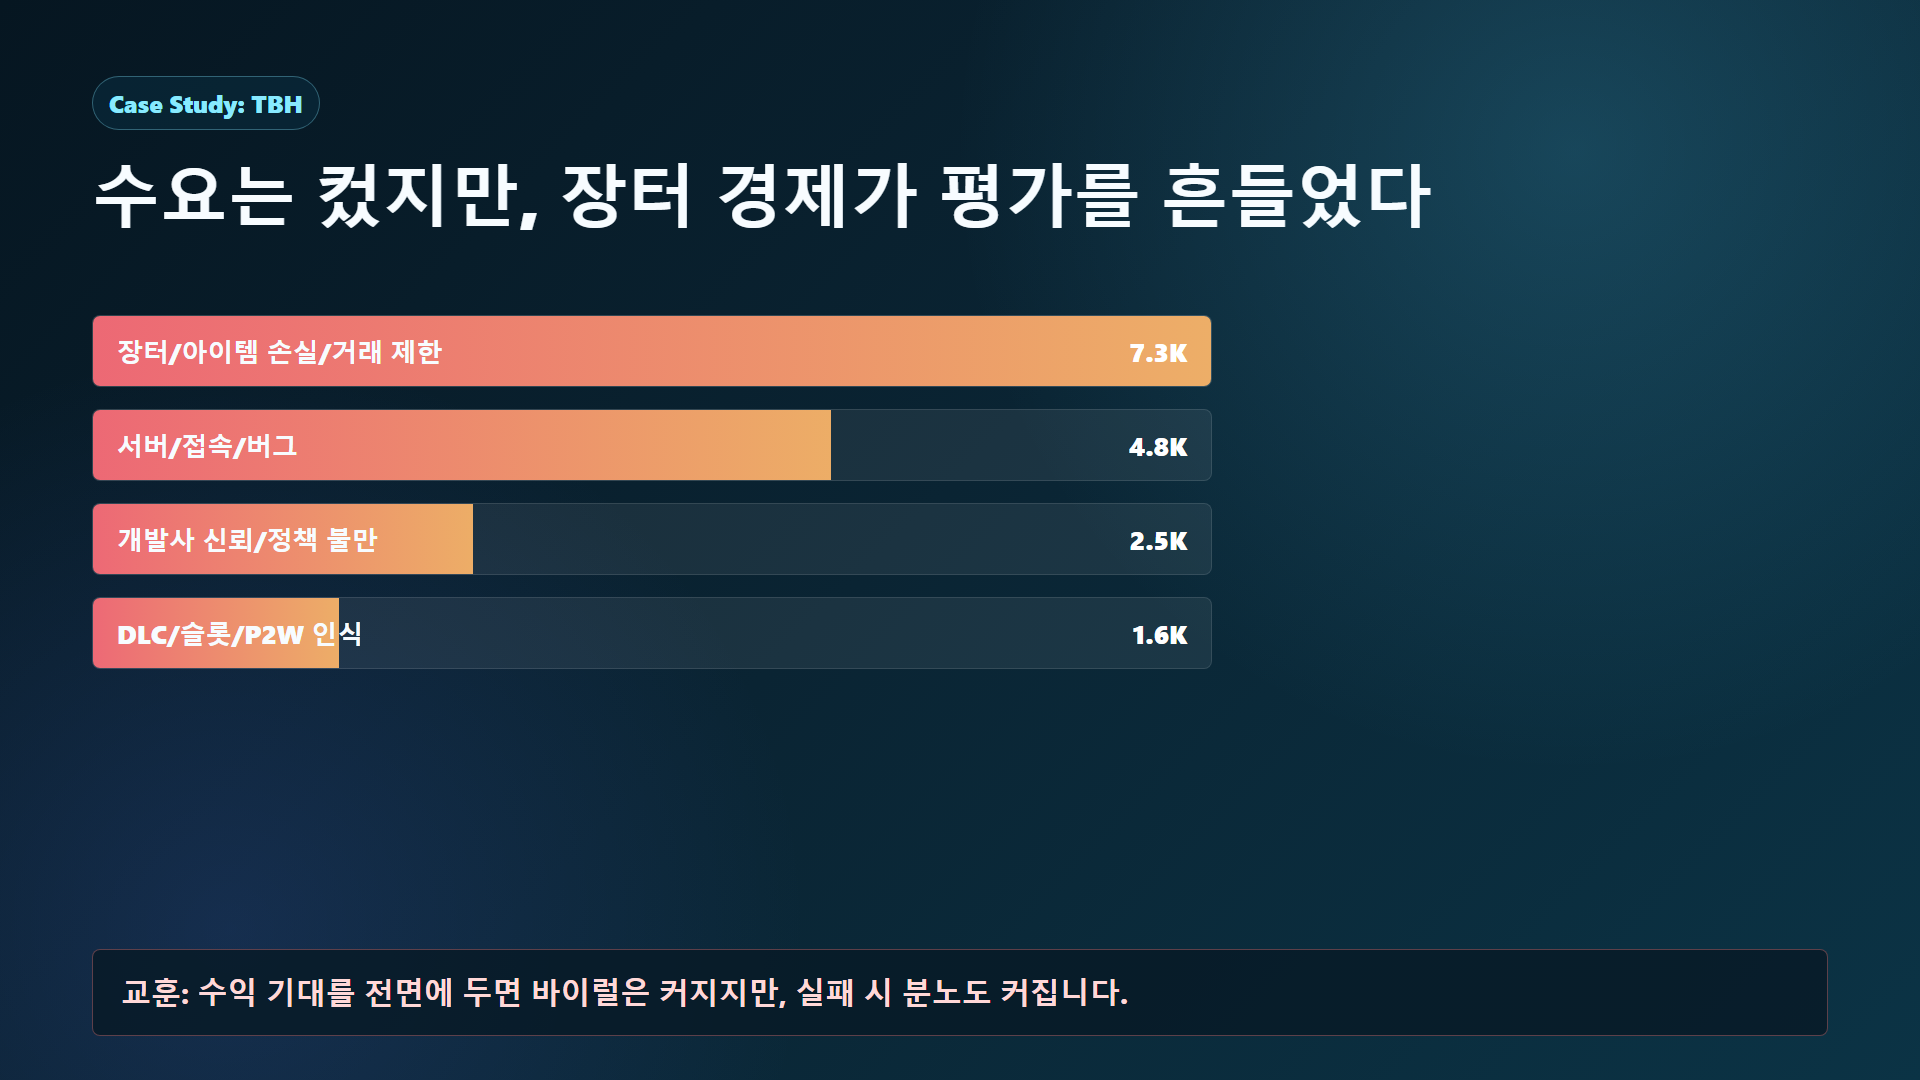 Case Study: TBH
수요는 컸지만, 장터 경제가 평가를 흔들었다
장터/아이템 손실/거래 제한 7.3K
서버/접속/버그 4.8K
개발사 신뢰/정책 불만 2.5K
DLC/슬롯/P2W 인식 1.6K
교훈: 수익 기대를 전면에 두면 바이럴은 커지지만, 실패 시 분노도 커집니다.